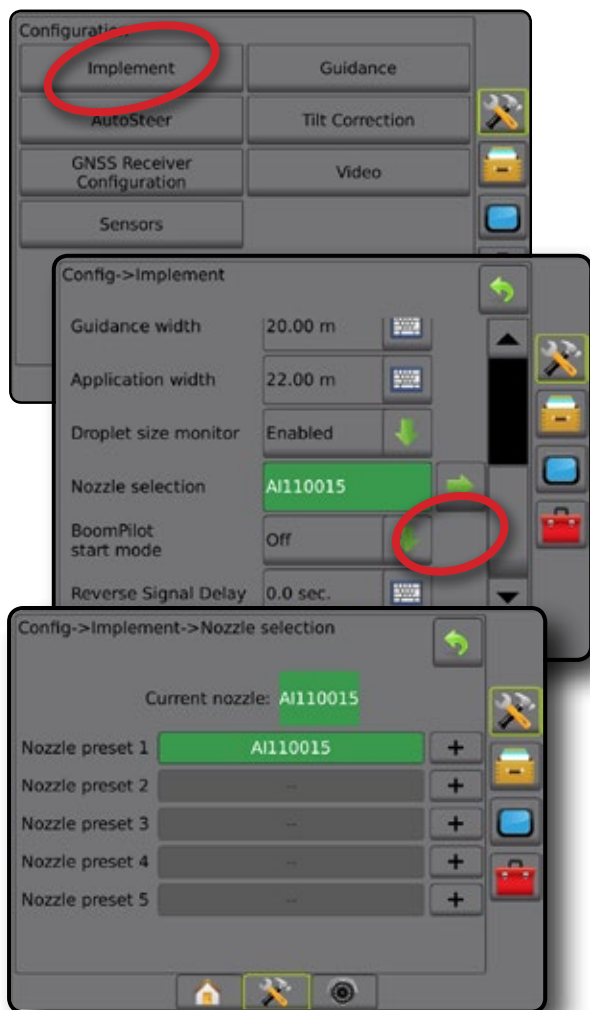 Configuration
Implement
Guidance
AutoSteer
Tilt Correction
GNSS Receiver
Configuration
Video
Sensors
Config->Implement
Guidance width 20.00 m
Application width 22.00 m
Droplet size monitor Enabled
Nozzle selection AI110015
BoomPilot
start mode Off
Reverse Signal Delay 0.0 sec.
Config->Implement->Nozzle selection
Current nozzle: AI110015
Nozzle preset 1 AI110015 +
Nozzle preset 2 -- +
Nozzle preset 3 -- +
Nozzle preset 4 -- +
Nozzle preset 5 -- +